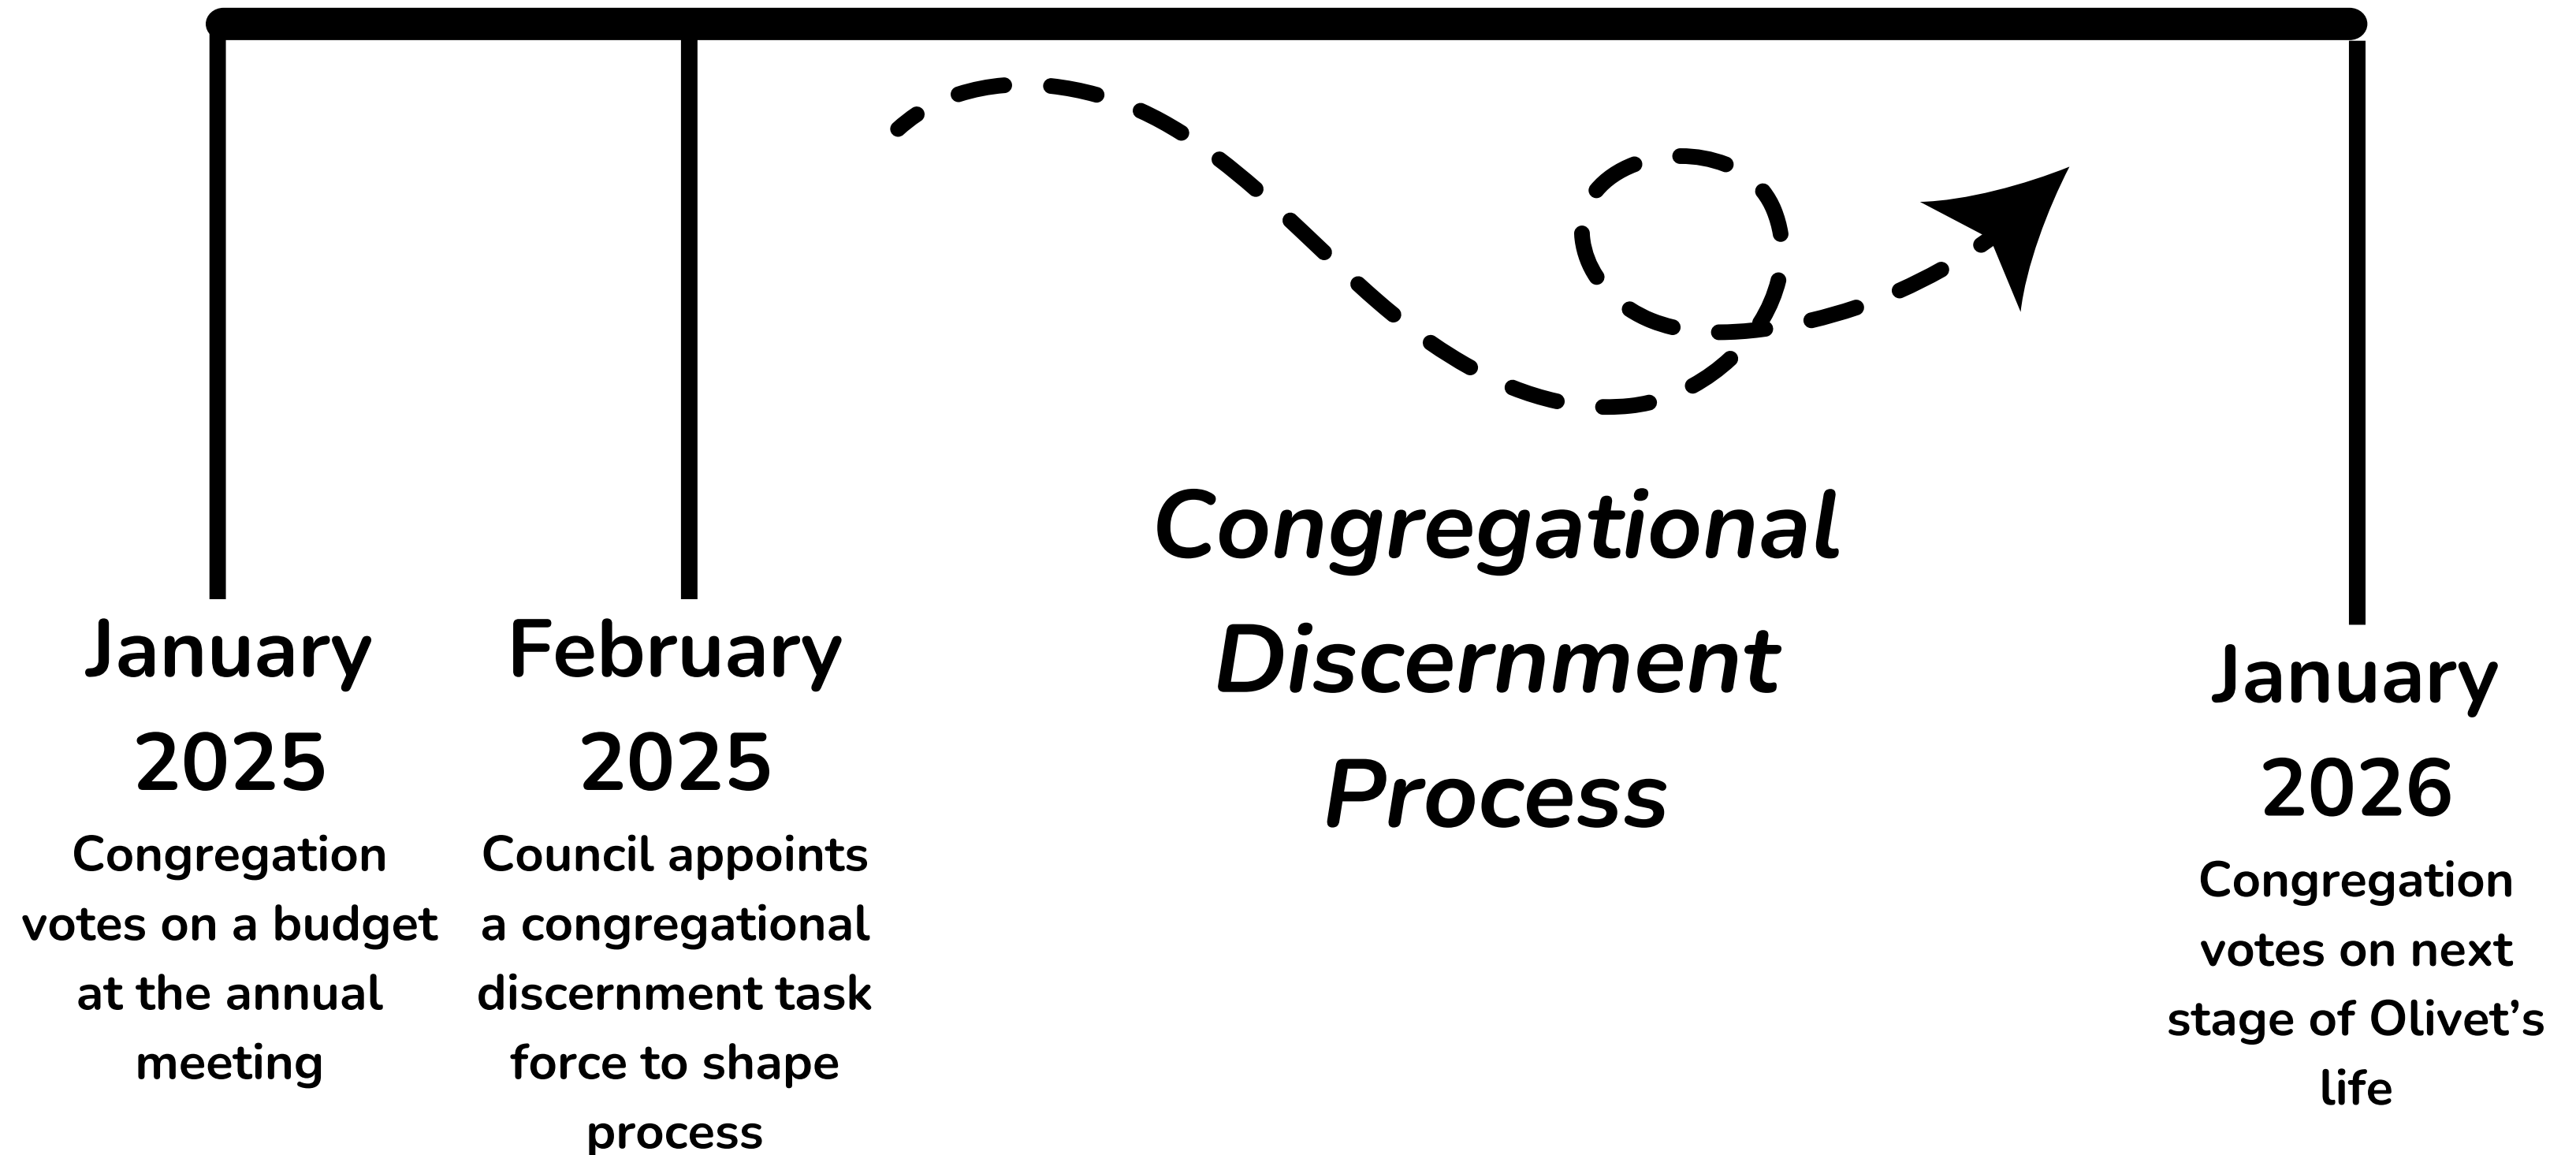 January
2025
Congregation
votes on a budget
at the annual
meeting
February
2025
Council appoints
a congregational
discernment task
force to shape
process
Congregational
Discernment
Process
January
2026
Congregation
votes on next
stage of Olivet’s
life